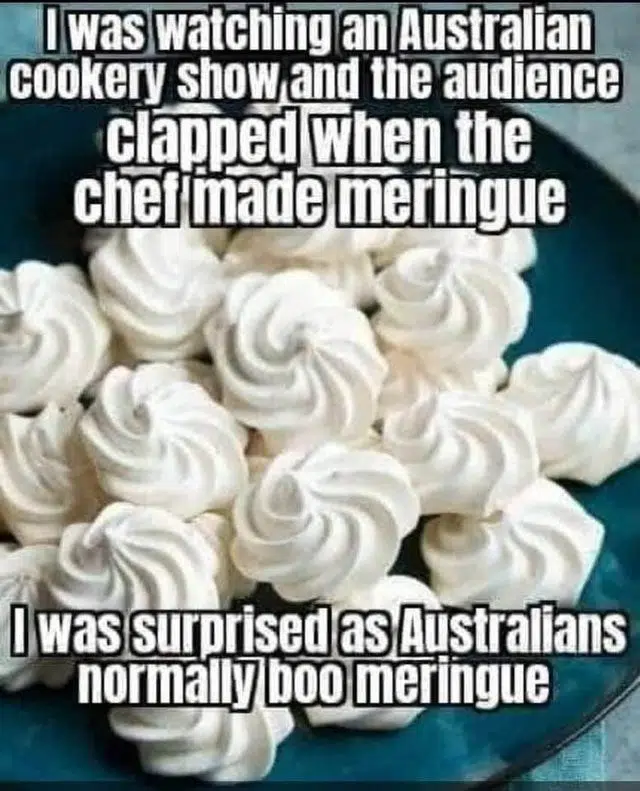 I was watching an Australian
cookery show and the audience
clapped when the
chef made meringue
I was surprised as Australians
normally boo meringue